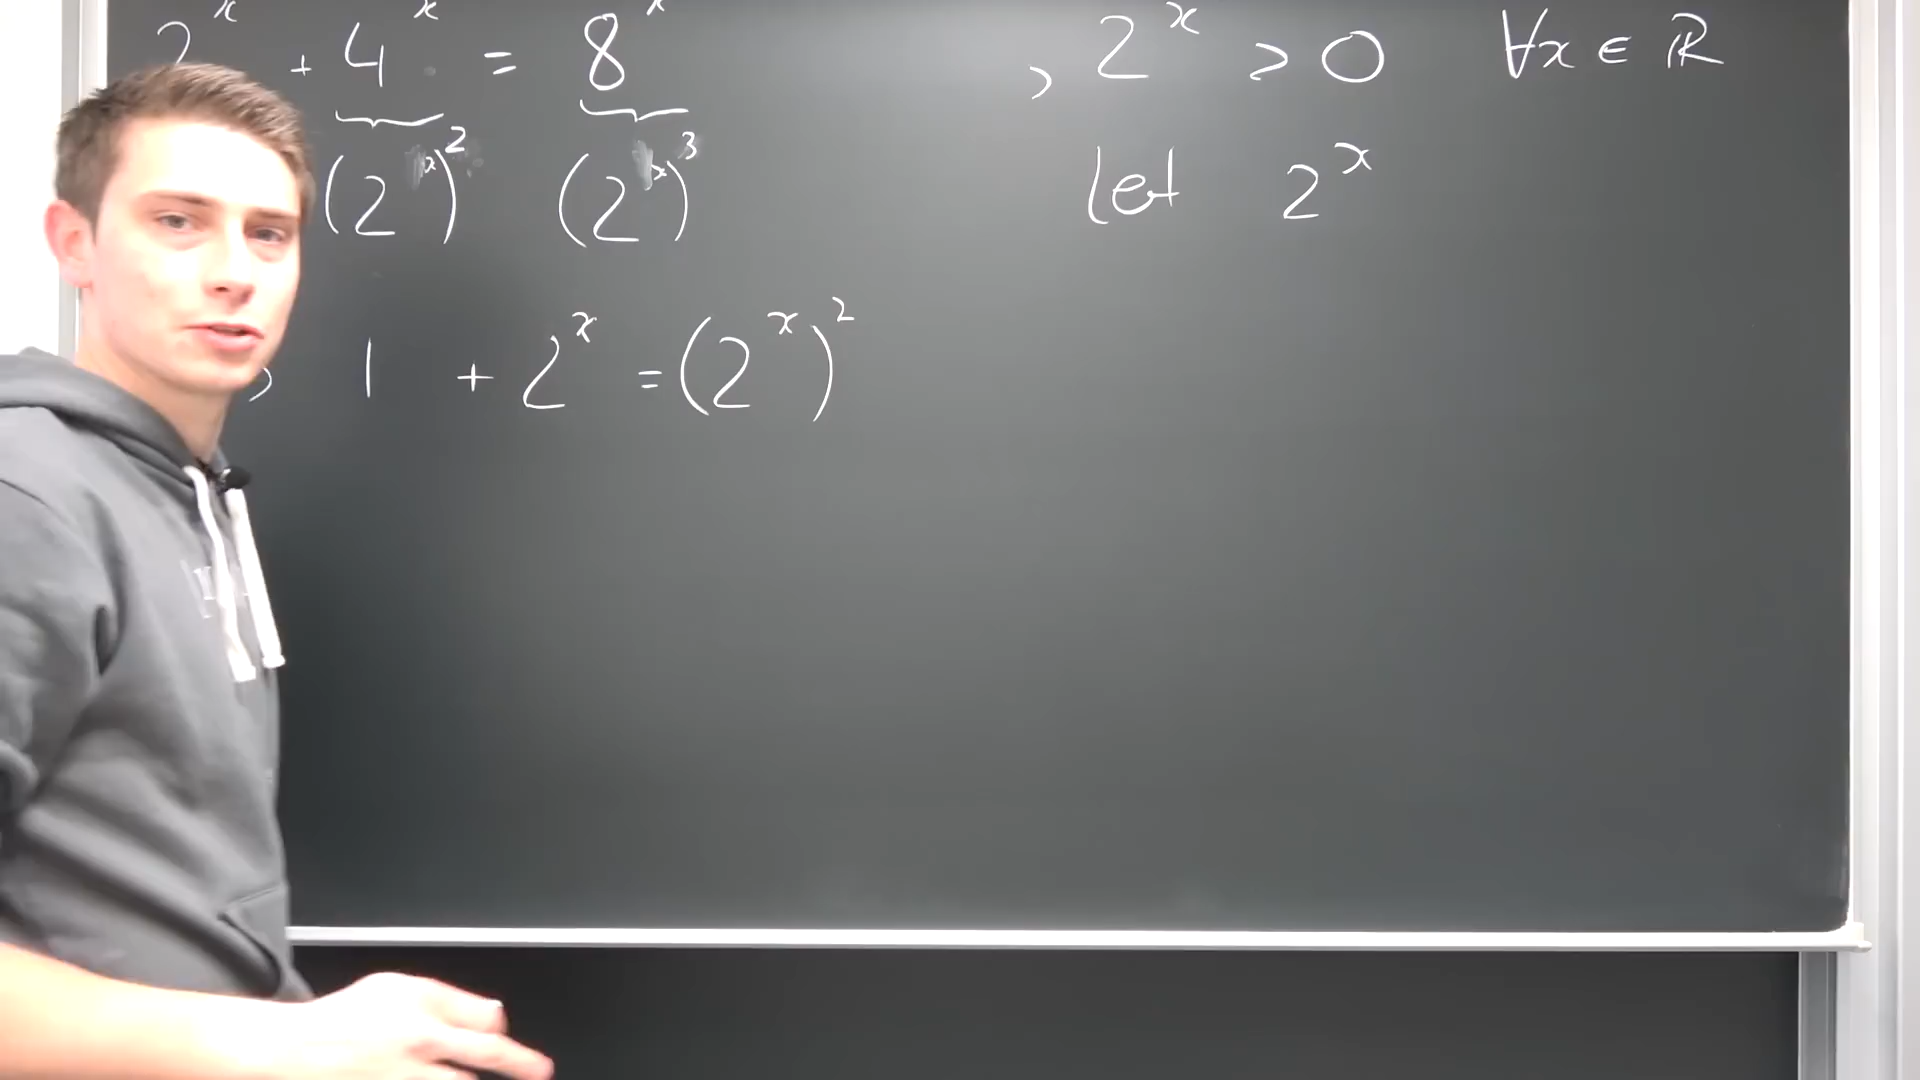 2^x + 4^x = 8^x , 2^x > 0 ∀x ∈ ℝ
(2^x)^2 (2^x)^3 let 2^x
1 + 2^x = (2^x)^2